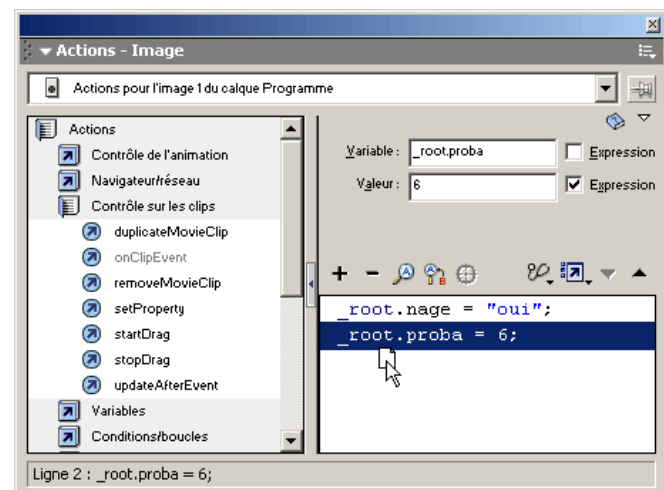 Actions - Image
Actions pour l'image 1 du calque Programme
Actions
Contrôle de l'animation
Navigateur/réseau
Contrôle sur les clips
duplicateMovieClip
onClipEvent
removeMovieClip
setProperty
startDrag
stopDrag
updateAfterEvent
Variables
Conditions/boucles
Variable : _root.proba Expression
Valeur : 6 Expression
_root.nage = "oui";
_root.proba = 6;
Ligne 2 : _root.proba = 6;